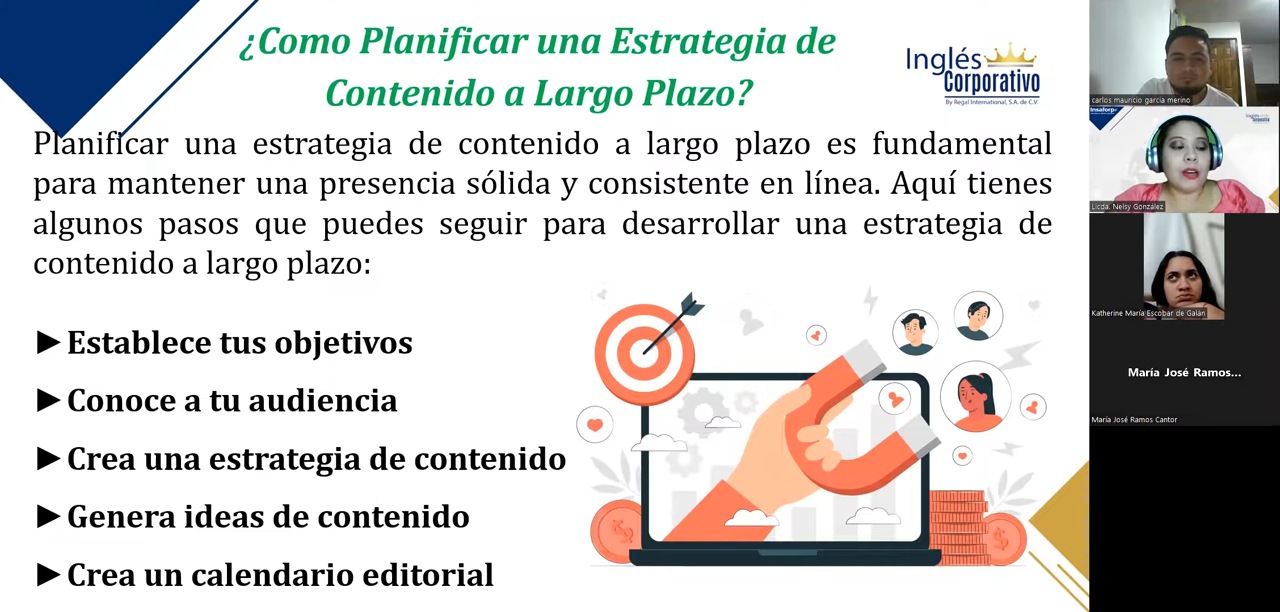 ¿Como Planificar una Estrategia de
Contenido a Largo Plazo?
Inglés
Corporativo
By Regal International, S.A. de C.V.
Planificar una estrategia de contenido a largo plazo es fundamental
para mantener una presencia sólida y consistente en línea. Aquí tienes
algunos pasos que puedes seguir para desarrollar una estrategia de
contenido a largo plazo:
►Establece tus objetivos
►Conoce a tu audiencia
►Crea una estrategia de contenido
►Genera ideas de contenido
►Crea un calendario editorial
carlos mauricio garcia merino
Insaforp
Licda. Nelsy González
Katherine María Escobar de Galán
María José Ramos...
María José Ramos Cantor